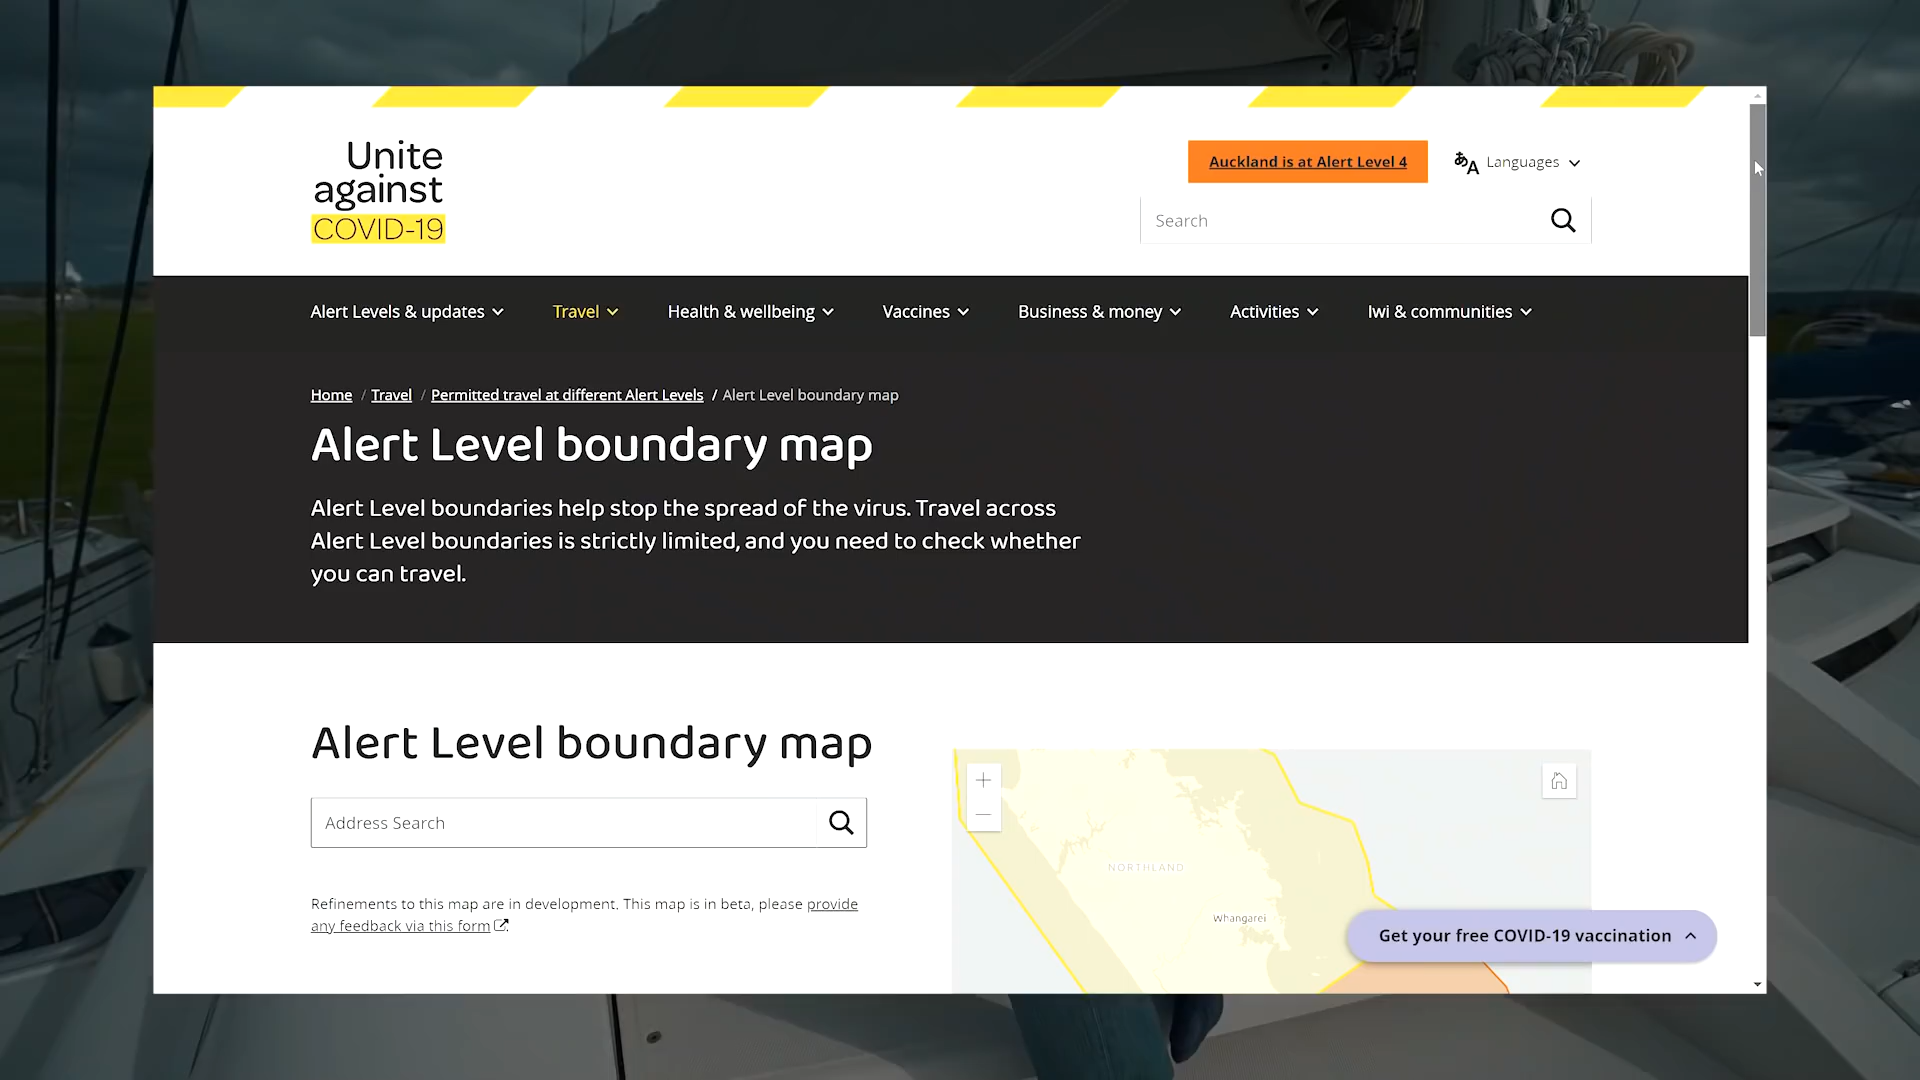 Unite
against
COVID-19
Auckland is at Alert Level 4
Languages
Search
Alert Levels & updates
Travel
Health & wellbeing
Vaccines
Business & money
Activities
Iwi & communities
Home / Travel / Permitted travel at different Alert Levels / Alert Level boundary map
Alert Level boundary map
Alert Level boundaries help stop the spread of the virus. Travel across
Alert Level boundaries is strictly limited, and you need to check whether
you can travel.
Alert Level boundary map
Address Search
Refinements to this map are in development. This map is in beta, please provide
any feedback via this form
NORTHLAND
Whangarei
Get your free COVID-19 vaccination